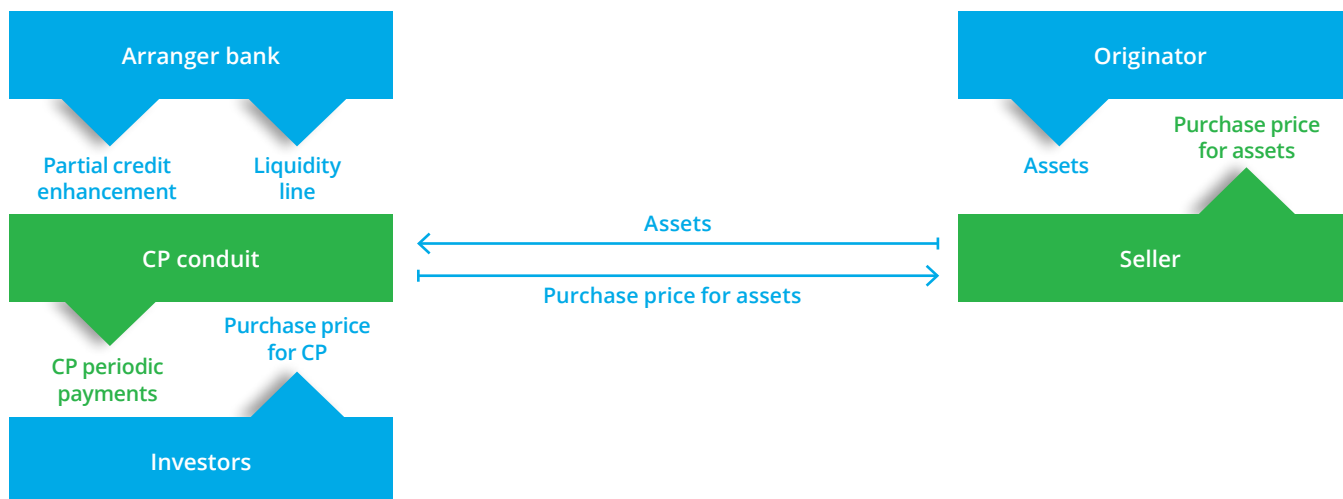 Arranger bank
Originator
Partial credit
enhancement
Liquidity
line
Assets
Purchase price
for assets
CP conduit
Assets
Purchase price for assets
Seller
CP periodic
payments
Purchase price
for CP
Investors